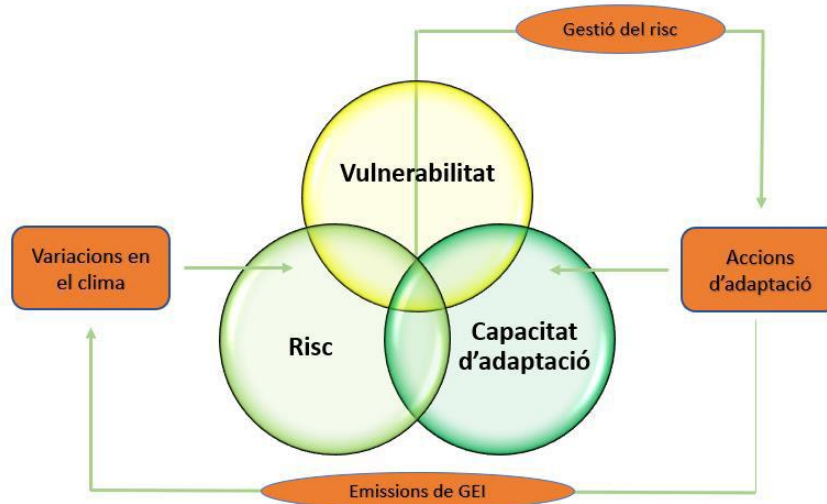 Gestió del risc
Vulnerabilitat
Variacions en
el clima
Accions
d'adaptació
Risc
Capacitat
d'adaptació
Emissions de GEI